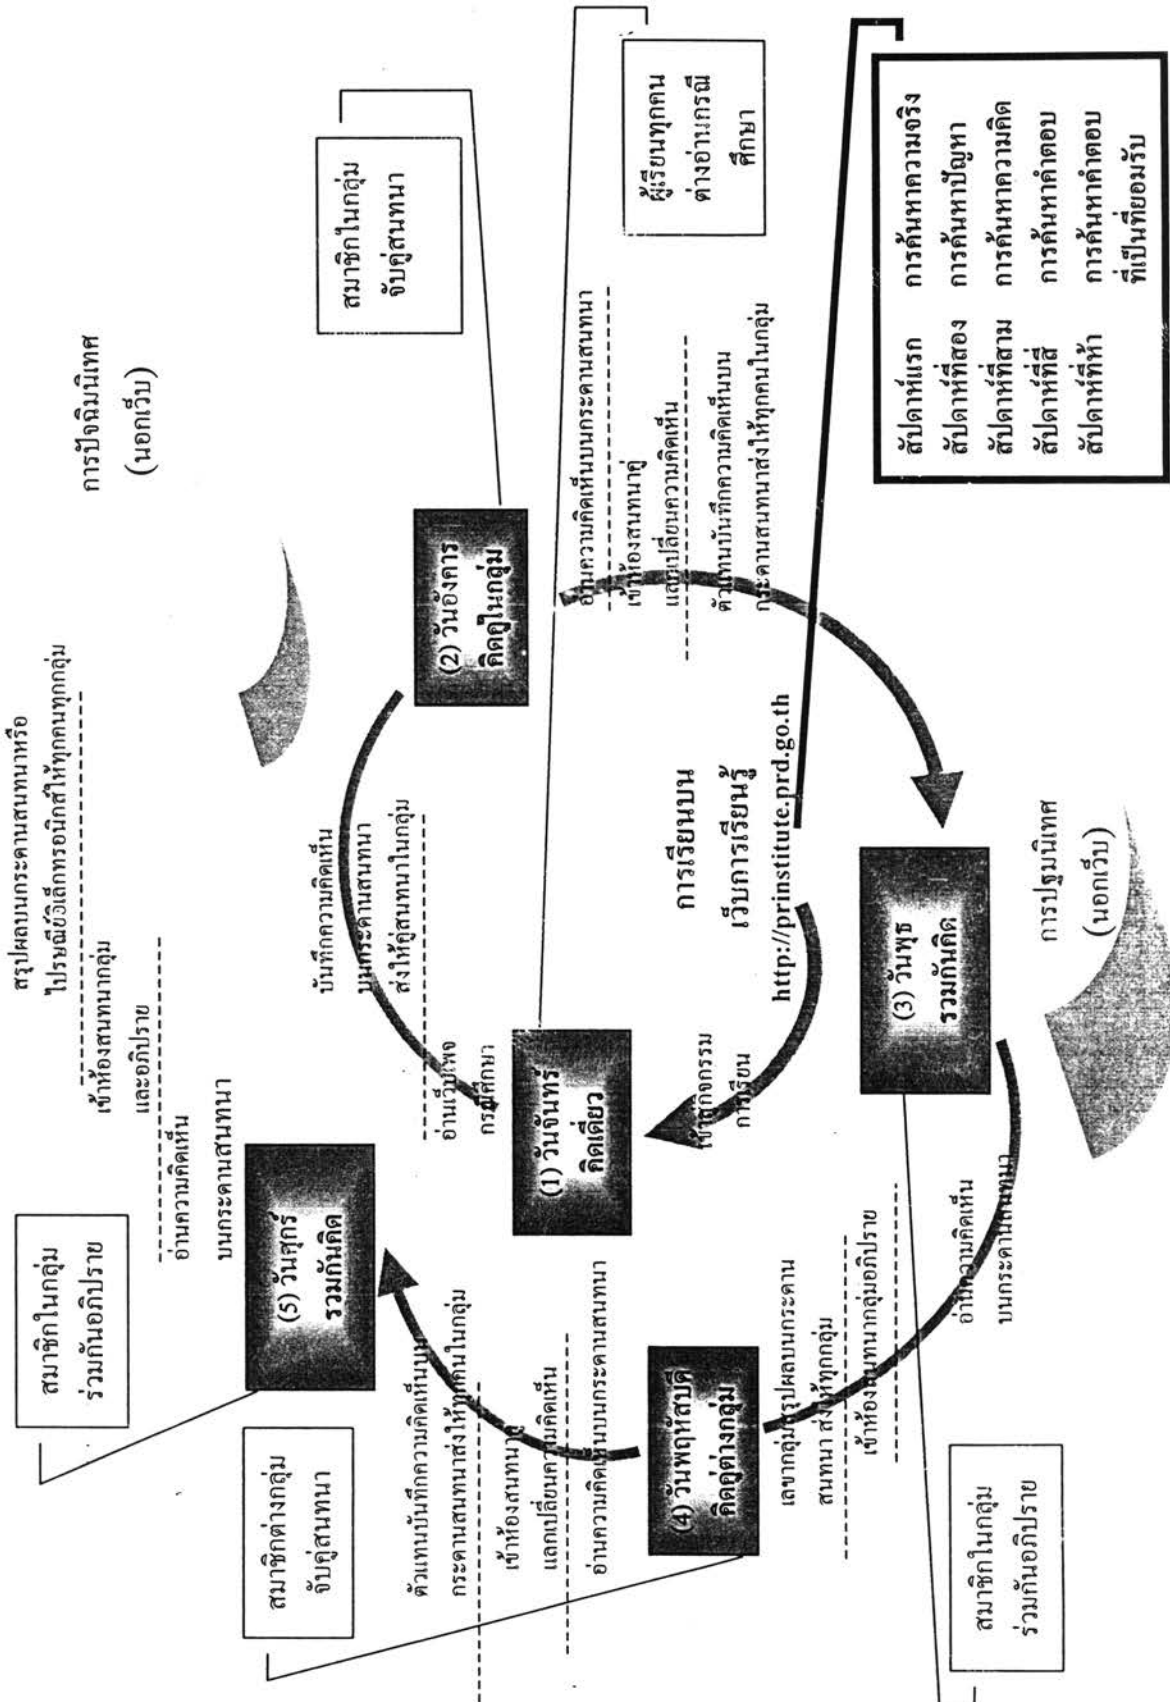 สรุปผลบนกระดานสนทนาหรือ
ไปรษณีย์อิเล็กทรอนิกส์ให้ทุกคนทุกกลุ่ม
เข้าห้องสนทนากลุ่ม
และอภิปราย
อ่านความคิดเห็น
บนกระดานสนทนา
สมาชิกในกลุ่ม
ร่วมกันอภิปราย
(5) วันศุกร์
รวมกันคิด
การปัจฉิมนิเทศ
(นอกเว็บ)
สมาชิกในกลุ่ม
จับคู่สนทนา
(2) วันอังคาร
คิดคู่ในกลุ่ม
บันทึกความคิดเห็น
บนกระดานสนทนา
ส่งให้คู่สนทนาในกลุ่ม
อ่านเว็บเพจ
กรณีศึกษา
(1) วันจันทร์
คิดเดี่ยว
สมาชิกต่างกลุ่ม
จับคู่สนทนา
ตัวแทนบันทึกความคิดเห็นบน
กระดานสนทนาส่งให้ทุกคนในกลุ่ม
เข้าห้องสนทนาคู่
แลกเปลี่ยนความคิดเห็น
อ่านความคิดเห็นบนกระดานสนทนา
(4) วันพฤหัสบดี
คิดคู่ต่างกลุ่ม
ผู้เรียนทุกคน
ต่างอ่านกรณี
ศึกษา
อ่านความคิดเห็นบนกระดานสนทนา
เข้าห้องสนทนาคู่
แลกเปลี่ยนความคิดเห็น
ตัวแทนบันทึกความคิดเห็นบน
กระดานสนทนาส่งให้ทุกคนในกลุ่ม
การเรียนบน
เว็บการเรียนรู้
http://prinstitute.prd.go.th
เข้าสู่กิจกรรม
การเรียน
เลขากลุ่มสรุปผลบนกระดาน
สนทนา ส่งให้ทุกกลุ่ม
เข้าห้องสนทนากลุ่มอภิปราย
อ่านความคิดเห็น
บนกระดานสนทนา
(3) วันพุธ
รวมกันคิด
สมาชิกในกลุ่ม
ร่วมกันอภิปราย
การปฐมนิเทศ
(นอกเว็บ)
สัปดาห์แรก การค้นหาความจริง
สัปดาห์ที่สอง การค้นหาปัญหา
สัปดาห์ที่สาม การค้นหาความคิด
สัปดาห์ที่สี่ การค้นหาคำตอบ
สัปดาห์ที่ห้า การค้นหาคำตอบ
ที่เป็นที่ยอมรับ